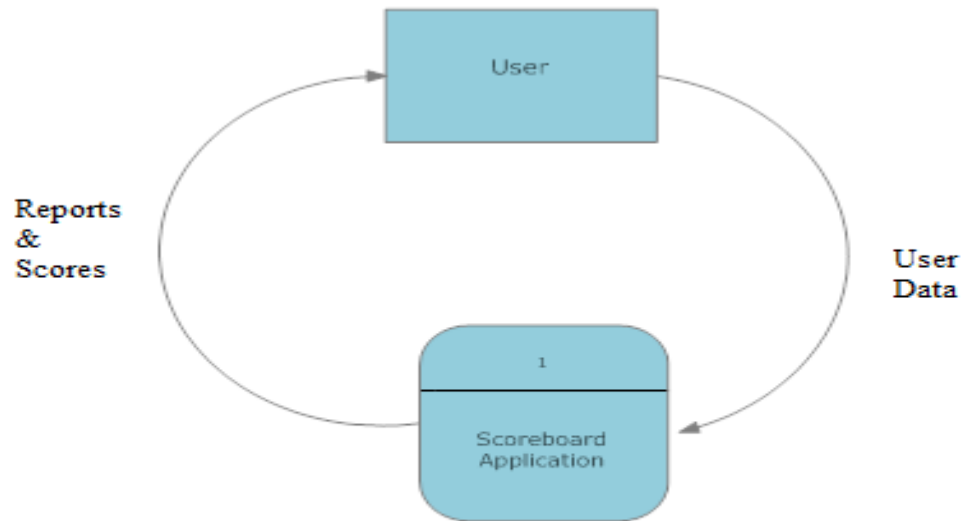 User
Reports
&
Scores
User
Data
1
Scoreboard
Application